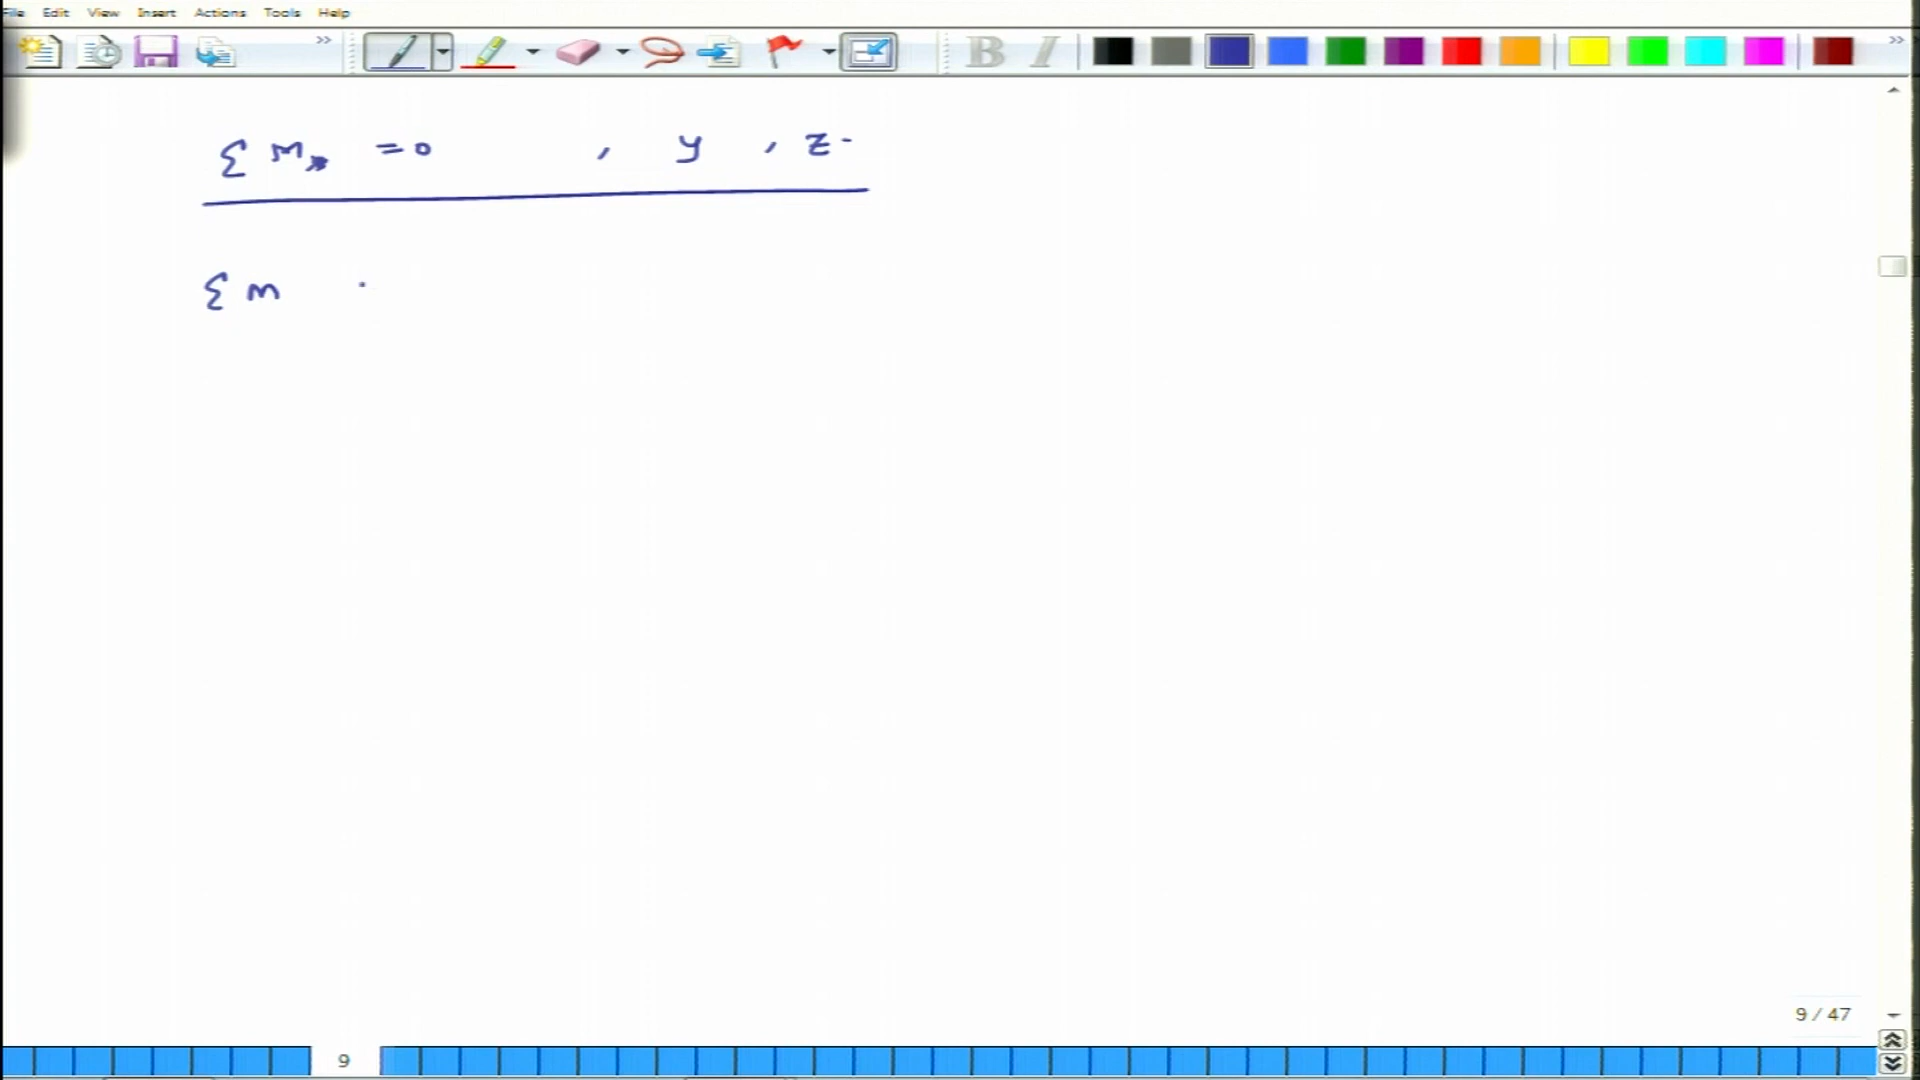 File Edit View Insert Actions Tools Help
B I
Σ Mx = 0 , y , z.
Σ M .
9 / 47
9